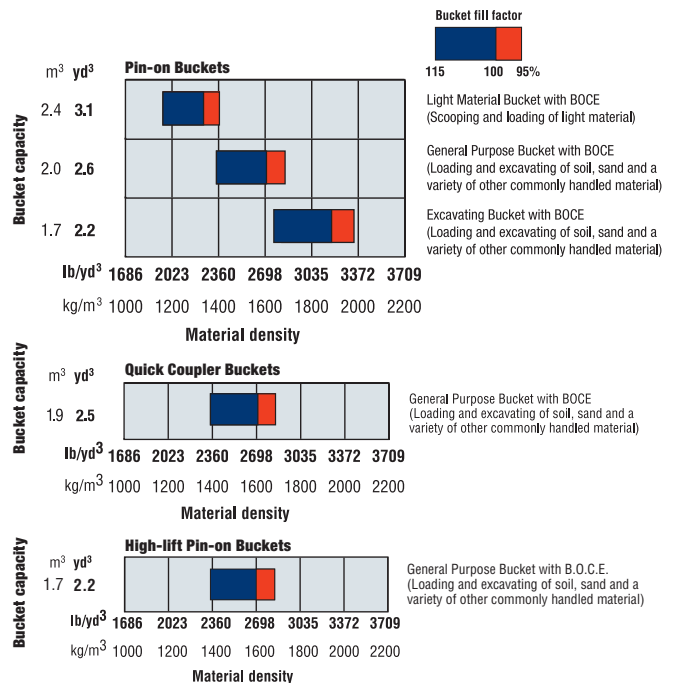 Bucket fill factor
115 100 95%
m³ yd³ Pin-on Buckets
Bucket capacity
2.4 3.1
Light Material Bucket with BOCE
(Scooping and loading of light material)
2.0 2.6
General Purpose Bucket with BOCE
(Loading and excavating of soil, sand and a
variety of other commonly handled material)
1.7 2.2
Excavating Bucket with BOCE
(Loading and excavating of soil, sand and a
variety of other commonly handled material)
lb/yd³ 1686 2023 2360 2698 3035 3372 3709
kg/m³ 1000 1200 1400 1600 1800 2000 2200
Material density
Quick Coupler Buckets
m³ yd³
Bucket capacity
1.9 2.5
General Purpose Bucket with BOCE
(Loading and excavating of soil, sand and a
variety of other commonly handled material)
lb/yd³ 1686 2023 2360 2698 3035 3372 3709
kg/m³ 1000 1200 1400 1600 1800 2000 2200
Material density
High-lift Pin-on Buckets
m³ yd³
Bucket capacity
1.7 2.2
General Purpose Bucket with B.O.C.E.
(Loading and excavating of soil, sand and a
variety of other commonly handled material)
lb/yd³ 1686 2023 2360 2698 3035 3372 3709
kg/m³ 1000 1200 1400 1600 1800 2000 2200
Material density